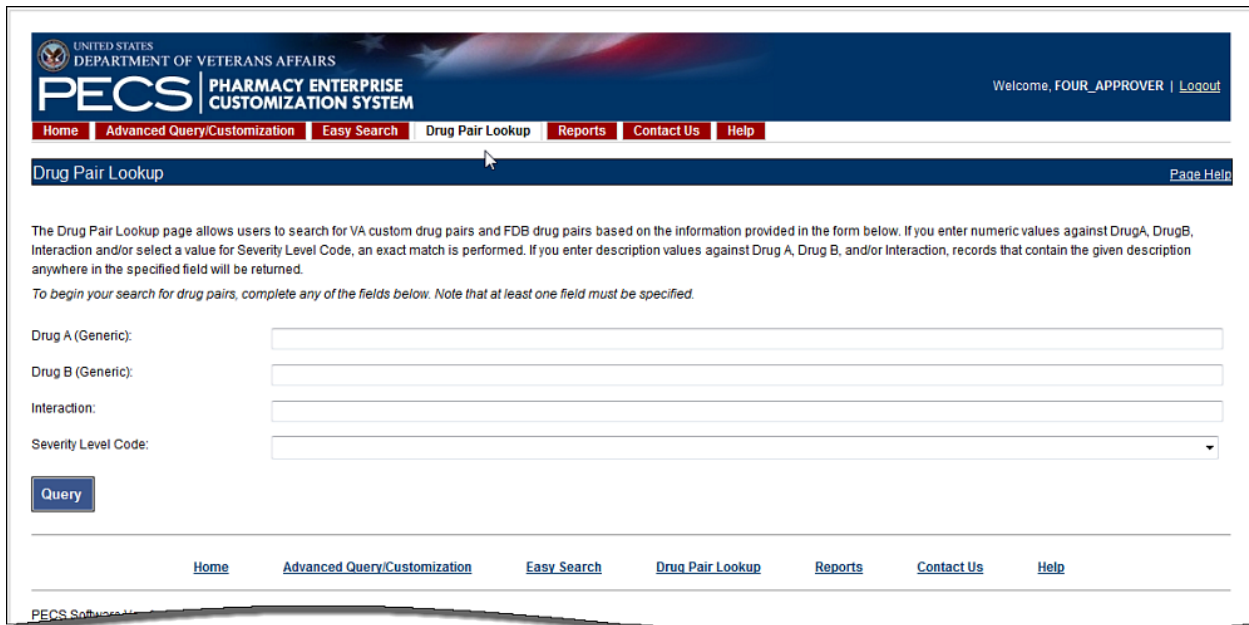 UNITED STATES
DEPARTMENT OF VETERANS AFFAIRS
PECS PHARMACY ENTERPRISE
CUSTOMIZATION SYSTEM
Welcome, FOUR_APPROVER | Logout
Home Advanced Query/Customization Easy Search Drug Pair Lookup Reports Contact Us Help
Drug Pair Lookup Page Help
The Drug Pair Lookup page allows users to search for VA custom drug pairs and FDB drug pairs based on the information provided in the form below. If you enter numeric values against DrugA, DrugB,
Interaction and/or select a value for Severity Level Code, an exact match is performed. If you enter description values against Drug A, Drug B, and/or Interaction, records that contain the given description
anywhere in the specified field will be returned.
To begin your search for drug pairs, complete any of the fields below. Note that at least one field must be specified.
Drug A (Generic):
Drug B (Generic):
Interaction:
Severity Level Code:
Query
Home Advanced Query/Customization Easy Search Drug Pair Lookup Reports Contact Us Help
PECS Software